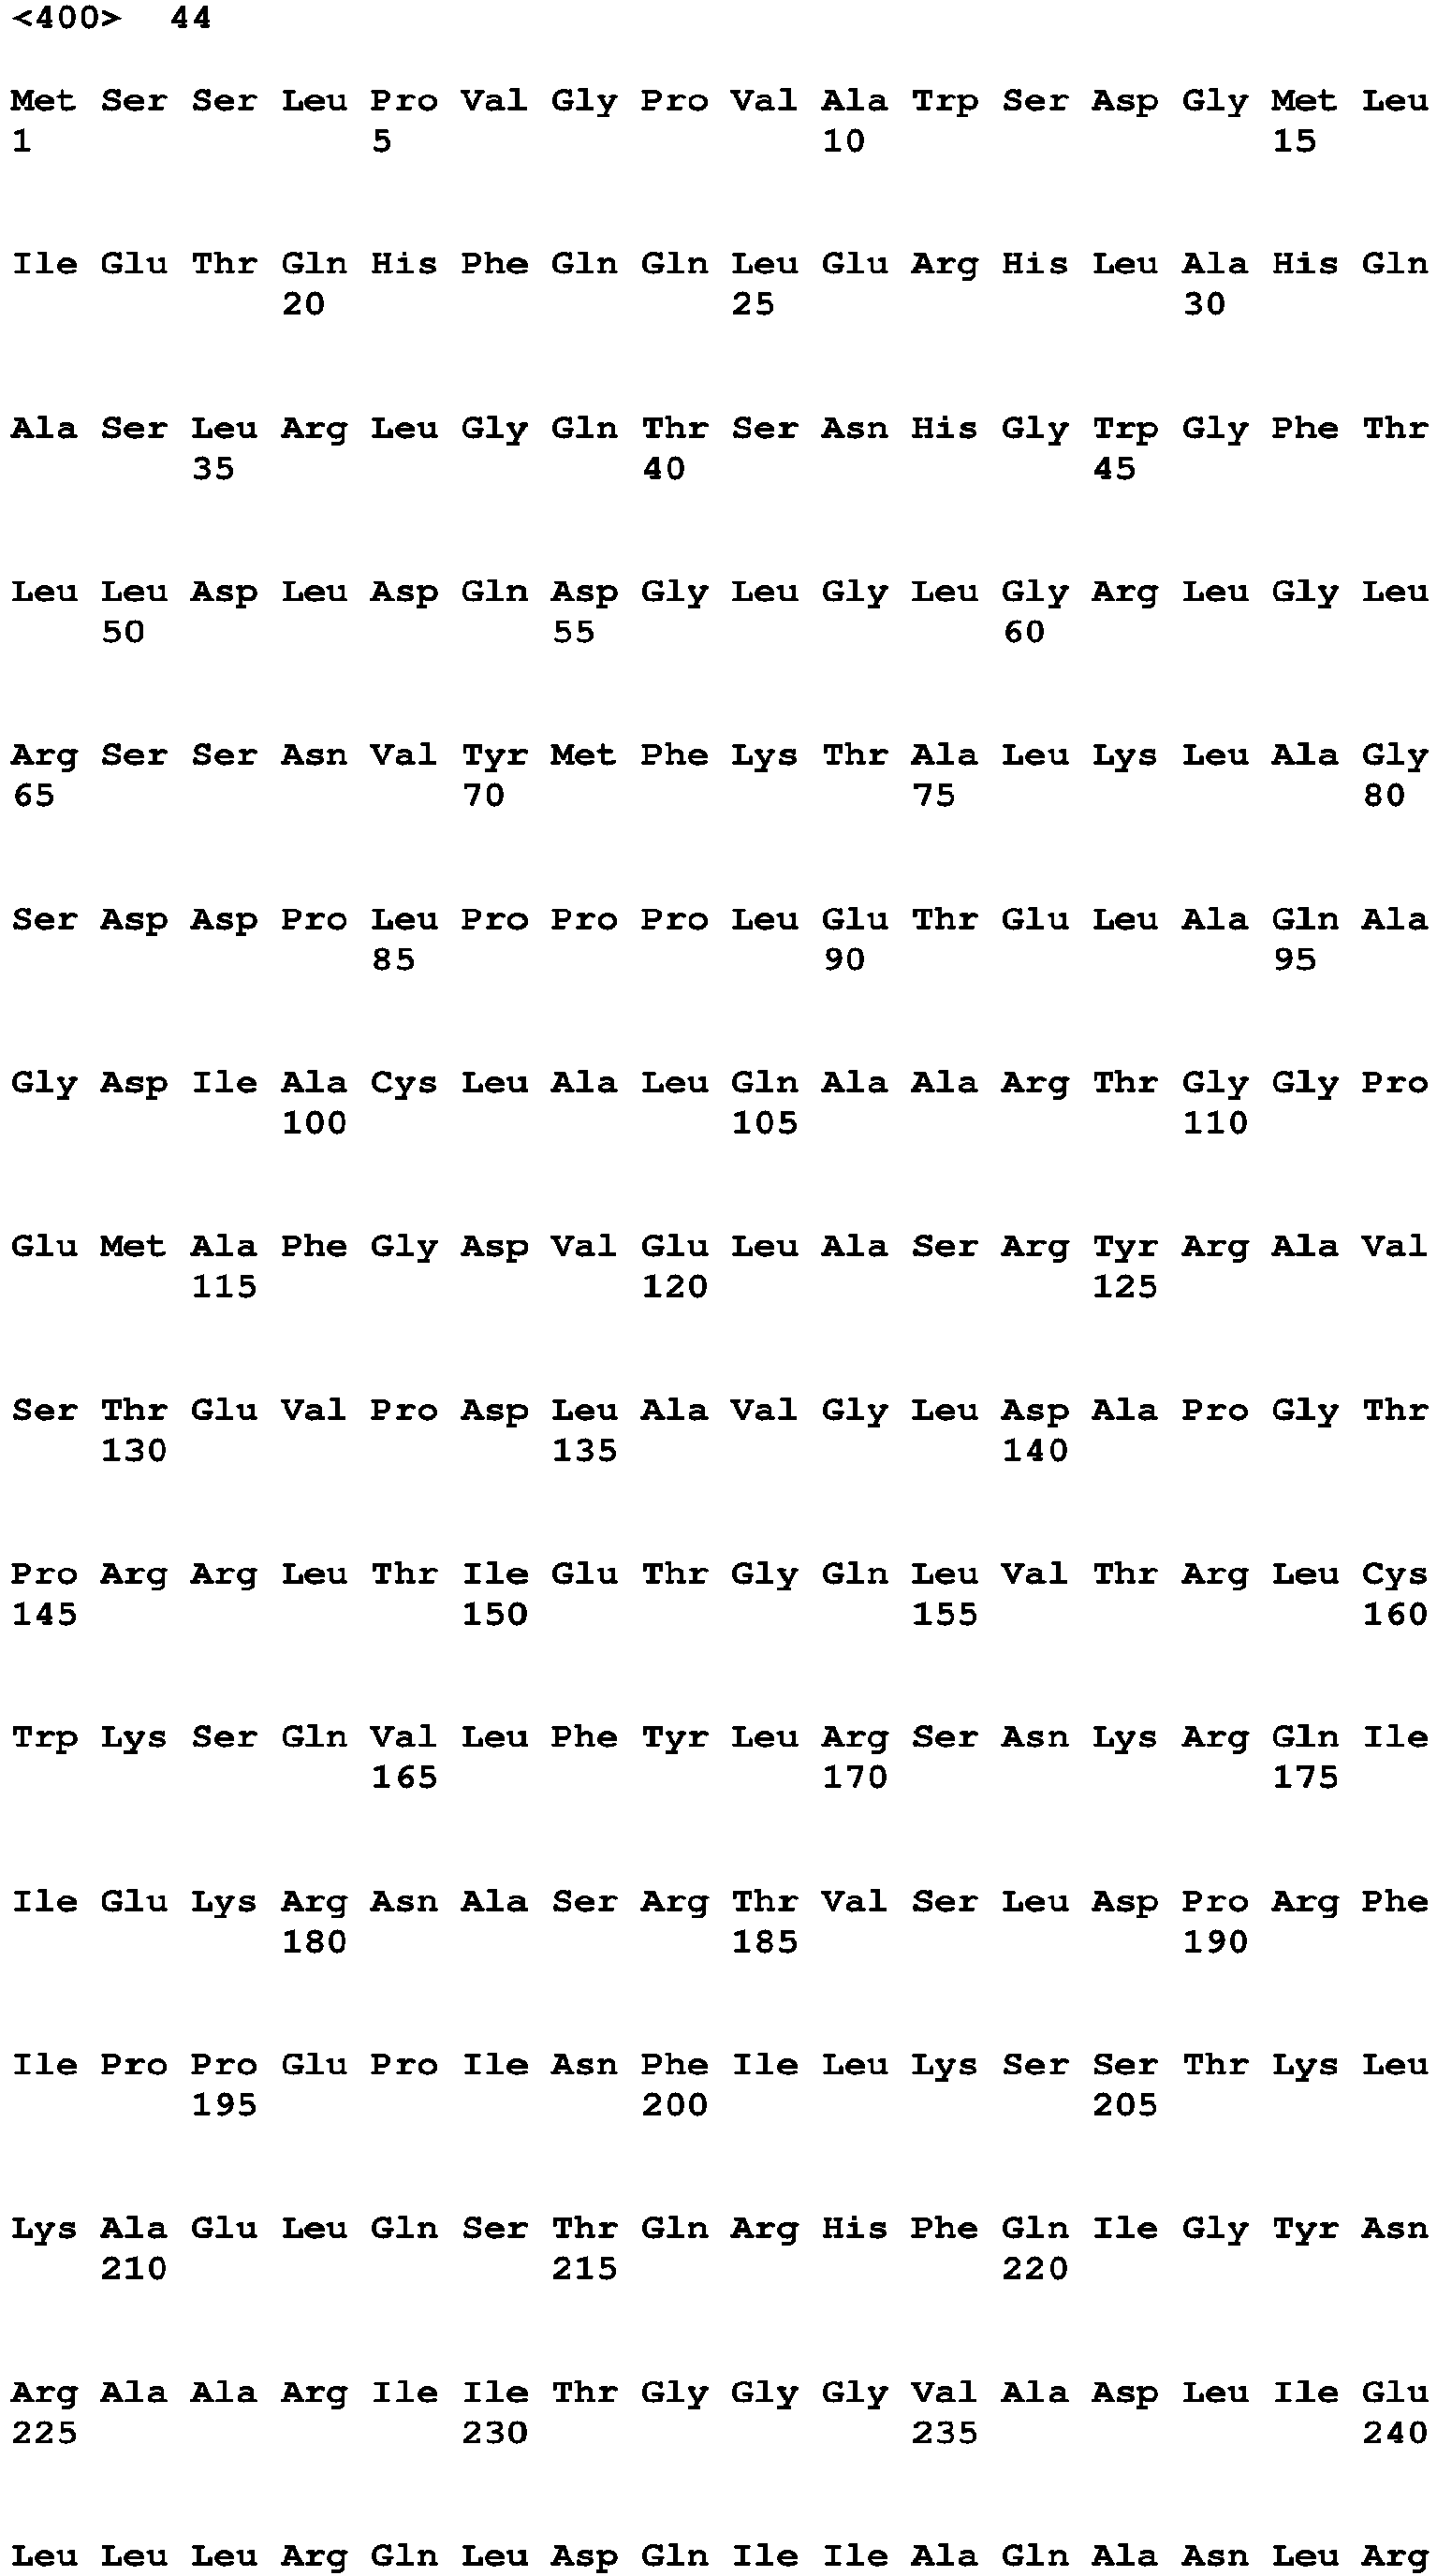 <400> 44
Met Ser Ser Leu Pro Val Gly Pro Val Ala Trp Ser Asp Gly Met Leu
1 5 10 15
Ile Glu Thr Gln His Phe Gln Gln Leu Glu Arg His Leu Ala His Gln
20 25 30
Ala Ser Leu Arg Leu Gly Gln Thr Ser Asn His Gly Trp Gly Phe Thr
35 40 45
Leu Leu Asp Leu Asp Gln Asp Gly Leu Gly Leu Gly Arg Leu Gly Leu
50 55 60
Arg Ser Ser Asn Val Tyr Met Phe Lys Thr Ala Leu Lys Leu Ala Gly
65 70 75 80
Ser Asp Asp Pro Leu Pro Pro Pro Leu Glu Thr Glu Leu Ala Gln Ala
85 90 95
Gly Asp Ile Ala Cys Leu Ala Leu Gln Ala Ala Arg Thr Gly Gly Pro
100 105 110
Glu Met Ala Phe Gly Asp Val Glu Leu Ala Ser Arg Tyr Arg Ala Val
115 120 125
Ser Thr Glu Val Pro Asp Leu Ala Val Gly Leu Asp Ala Pro Gly Thr
130 135 140
Pro Arg Arg Leu Thr Ile Glu Thr Gly Gln Leu Val Thr Arg Leu Cys
145 150 155 160
Trp Lys Ser Gln Val Leu Phe Tyr Leu Arg Ser Asn Lys Arg Gln Ile
165 170 175
Ile Glu Lys Arg Asn Ala Ser Arg Thr Val Ser Leu Asp Pro Arg Phe
180 185 190
Ile Pro Pro Glu Pro Ile Asn Phe Ile Leu Lys Ser Ser Thr Lys Leu
195 200 205
Lys Ala Glu Leu Gln Ser Thr Gln Arg His Phe Gln Ile Gly Tyr Asn
210 215 220
Arg Ala Ala Arg Ile Ile Thr Gly Gly Gly Val Ala Asp Leu Ile Glu
225 230 235 240
Leu Leu Leu Arg Gln Leu Asp Gln Ile Ile Ala Gln Ala Asn Leu Arg